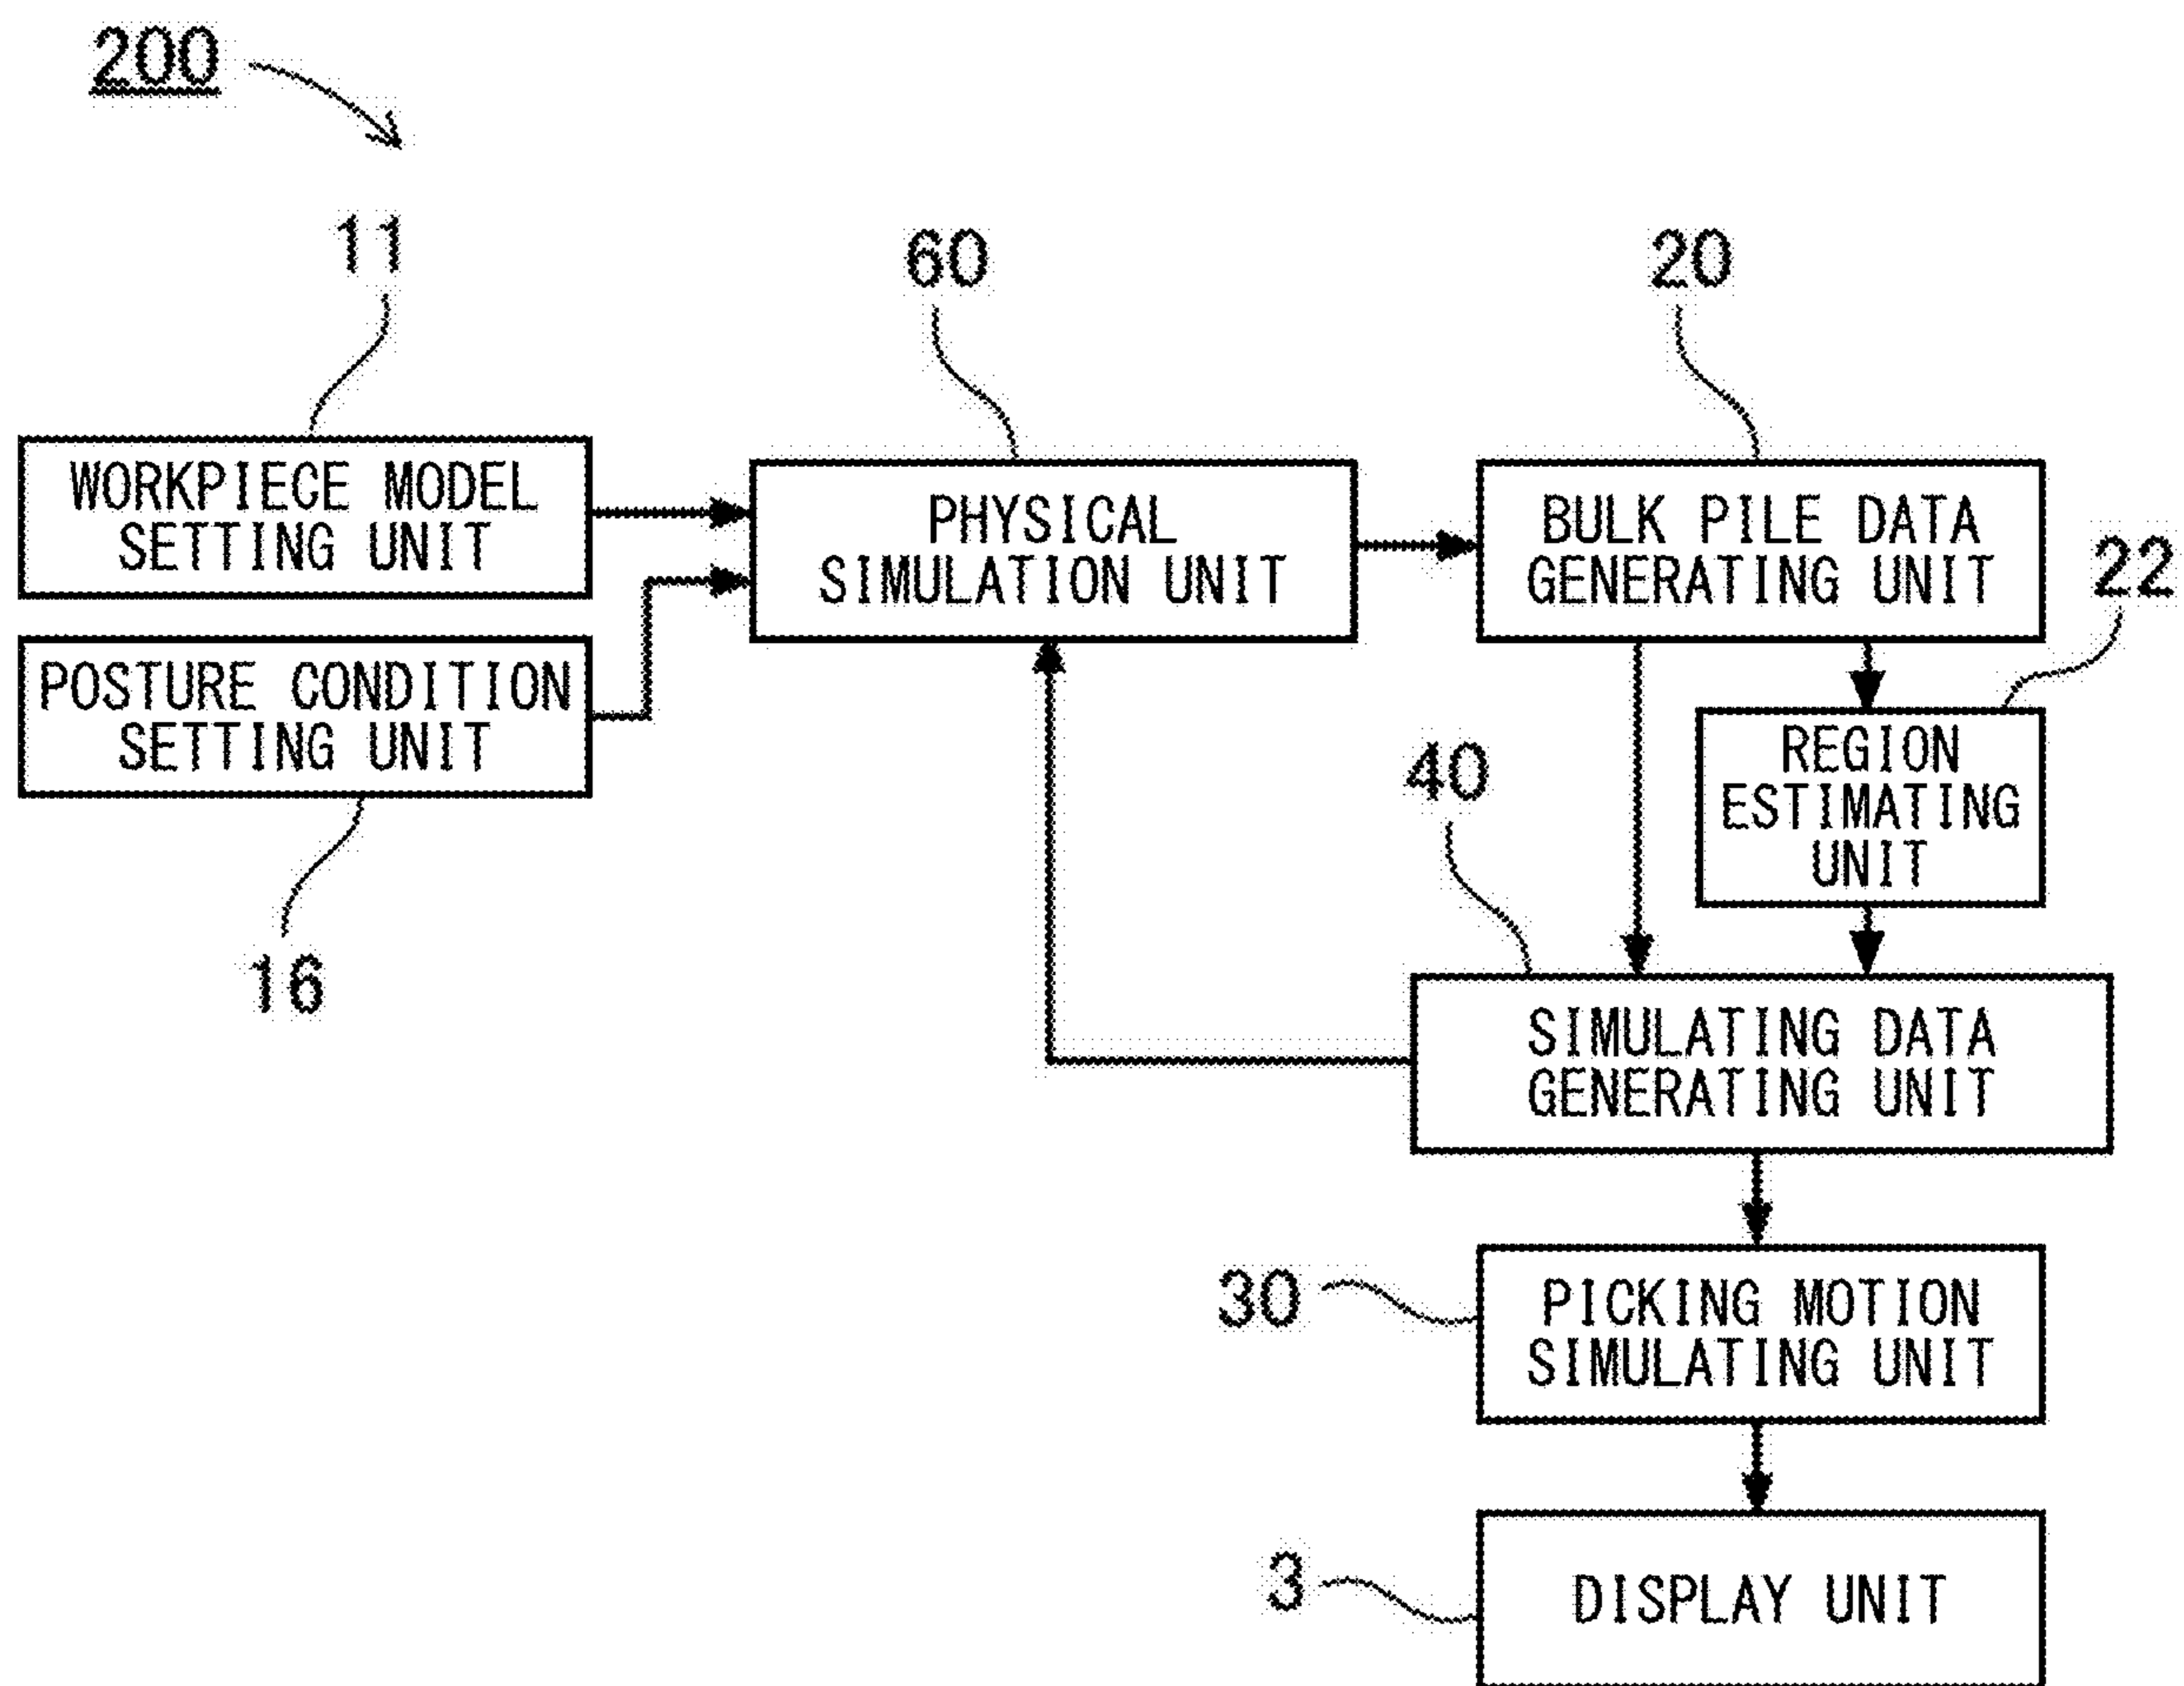 200
11
60
20
WORKPIECE MODEL
SETTING UNIT
PHYSICAL
SIMULATION UNIT
BULK PILE DATA
GENERATING UNIT
22
POSTURE CONDITION
SETTING UNIT
16
40
REGION
ESTIMATING
UNIT
SIMULATING DATA
GENERATING UNIT
30
PICKING MOTION
SIMULATING UNIT
3
DISPLAY UNIT